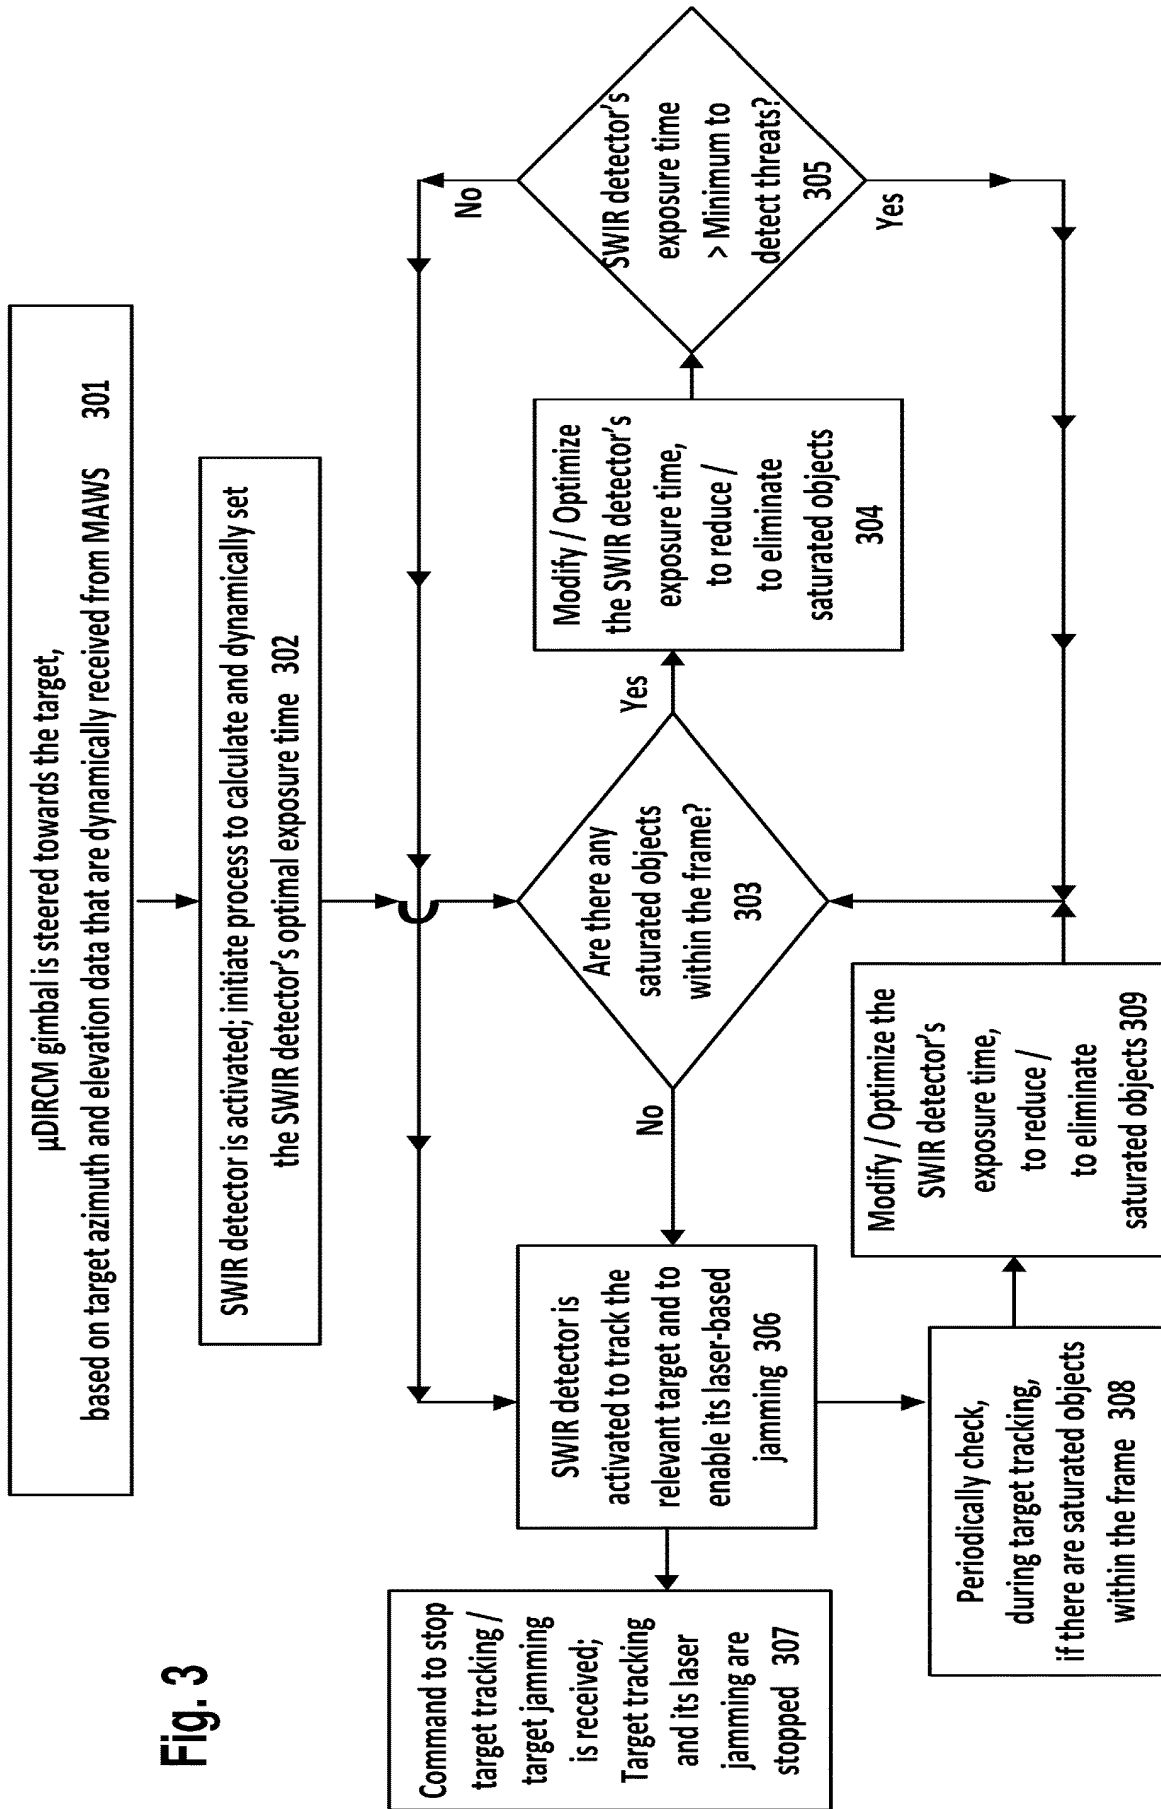 μDIRCM gimbal is steered towards the target,
based on target azimuth and elevation data that are dynamically received from MAWS 301
SWIR detector is activated; initiate process to calculate and dynamically set
the SWIR detector's optimal exposure time 302
Are there any
saturated objects
within the frame?
303
Yes
No
Modify / Optimize
the SWIR detector's
exposure time,
to reduce /
to eliminate
saturated objects
304
SWIR detector's
exposure time
> Minimum to
detect threats?
305
No
Yes
SWIR detector is
activated to track the
relevant target and to
enable its laser-based
jamming 306
Command to stop
target tracking /
target jamming
is received;
Target tracking
and its laser
jamming are
stopped 307
Periodically check,
during target tracking,
if there are saturated objects
within the frame 308
Modify / Optimize the
SWIR detector's
exposure time,
to reduce /
to eliminate
saturated objects 309
Fig. 3